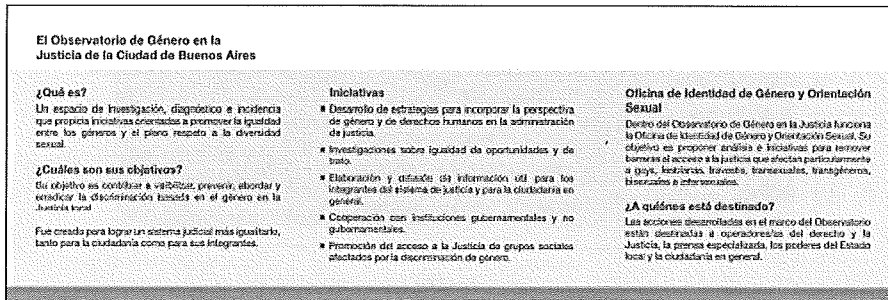 El Observatorio de Género en la
Justicia de la Ciudad de Buenos Aires
¿Qué es?
Un espacio de investigación, diagnóstico e incidencia
que propicia iniciativas orientadas a promover la igualdad
entre los géneros y el pleno respeto a la diversidad
sexual.
¿Cuáles son sus objetivos?
Su objetivo es contribuir a visibilizar, prevenir, abordar y
erradicar la discriminación basada en el género en la
Justicia local.
Fue creada para lograr un sistema judicial más igualitario,
tanto para la ciudadanía como para sus integrantes.
Iniciativas
■ Desarrollo de estrategias para incorporar la perspectiva
de género y de derechos humanos en la administración
de justicia.
■ Investigaciones sobre igualdad de oportunidades y de
trato.
■ Elaboración y difusión de información útil para los
integrantes del sistema de justicia y para la ciudadanía en
general.
■ Cooperación con instituciones gubernamentales y no
gubernamentales.
■ Promoción del acceso a la Justicia de grupos sociales
afectados por la discriminación de género.
Oficina de Identidad de Género y Orientación
Sexual
Dentro del Observatorio de Género en la Justicia funciona
la Oficina de Identidad de Género y Orientación Sexual. Su
objetivo es proponer análisis e iniciativas para remover
barreras al acceso a la justicia que afectan particularmente
a gays, lesbianas, travestis, transexuales, transgéneros,
bisexuales e intersexuales.
¿A quiénes está destinado?
Las acciones desarrolladas en el marco del Observatorio
están destinadas a operadores/as del derecho y la
Justicia, la prensa especializada, los poderes del Estado
local y la ciudadanía en general.